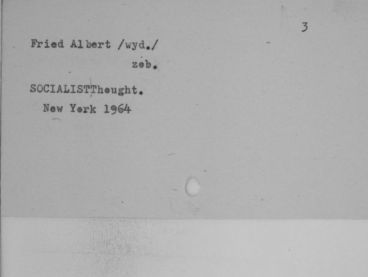 3
Fried Albert /wyd./
zeb.
SOCIALISTThought.
New York 1964